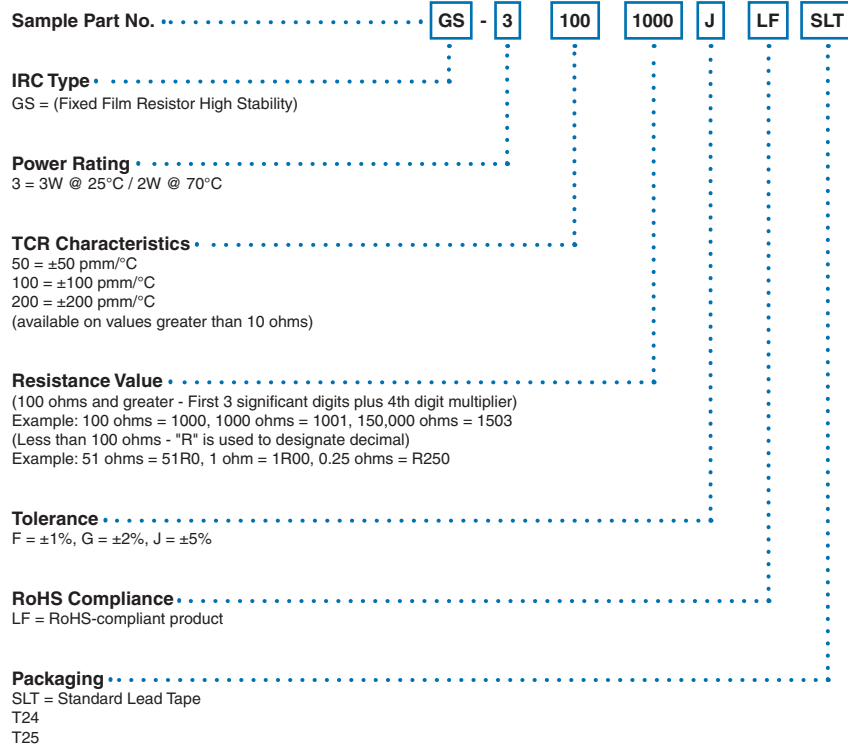 Sample Part No. GS - 3 100 1000 J LF SLT
IRC Type
GS = (Fixed Film Resistor High Stability)
Power Rating
3 = 3W @ 25°C / 2W @ 70°C
TCR Characteristics
50 = ±50 pmm/°C
100 = ±100 pmm/°C
200 = ±200 pmm/°C
(available on values greater than 10 ohms)
Resistance Value
(100 ohms and greater - First 3 significant digits plus 4th digit multiplier)
Example: 100 ohms = 1000, 1000 ohms = 1001, 150,000 ohms = 1503
(Less than 100 ohms - "R" is used to designate decimal)
Example: 51 ohms = 51R0, 1 ohm = 1R00, 0.25 ohms = R250
Tolerance
F = ±1%, G = ±2%, J = ±5%
RoHS Compliance
LF = RoHS-compliant product
Packaging
SLT = Standard Lead Tape
T24
T25